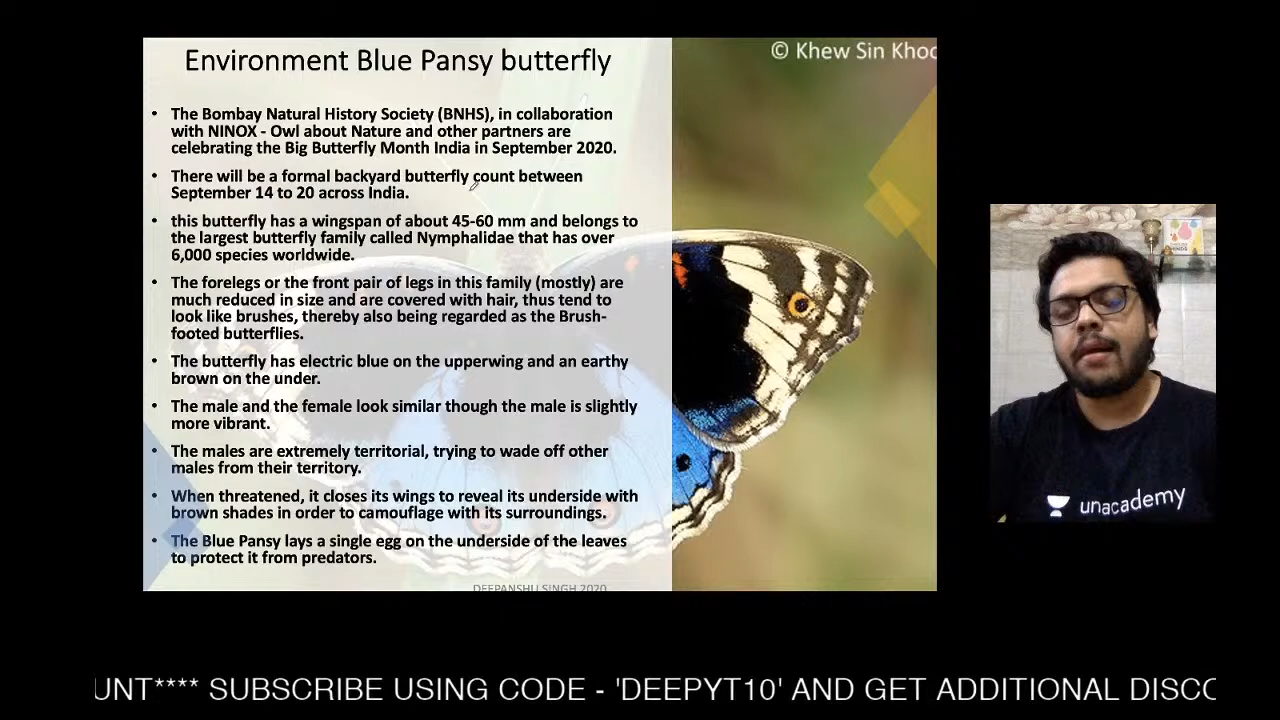 Environment Blue Pansy butterfly
© Khew Sin Khoo
• The Bombay Natural History Society (BNHS), in collaboration
with NINOX - Owl about Nature and other partners are
celebrating the Big Butterfly Month India in September 2020.
• There will be a formal backyard butterfly count between
September 14 to 20 across India.
• this butterfly has a wingspan of about 45-60 mm and belongs to
the largest butterfly family called Nymphalidae that has over
6,000 species worldwide.
• The forelegs or the front pair of legs in this family (mostly) are
much reduced in size and are covered with hair, thus tend to
look like brushes, thereby also being regarded as the Brush-
footed butterflies.
• The butterfly has electric blue on the upperwing and an earthy
brown on the under.
• The male and the female look similar though the male is slightly
more vibrant.
• The males are extremely territorial, trying to wade off other
males from their territory.
• When threatened, it closes its wings to reveal its underside with
brown shades in order to camouflage with its surroundings.
• The Blue Pansy lays a single egg on the underside of the leaves
to protect it from predators.
DEEPANSHU SINGH 2020
unacademy
UNT**** SUBSCRIBE USING CODE - 'DEEPYT10' AND GET ADDITIONAL DISCO